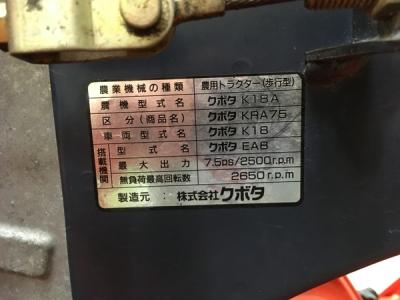 農業機械の種類 農用トラクター(歩行型)
農機型式名 クボタ K18A
区分(商品名) クボタ KRA75
車両型式名 クボタ K18
搭載機関 型式名 クボタ EA8
最大出力 7.5ps/2500r.p.m
無負荷最高回転数 2650r.p.m
製造元:株式会社クボタ